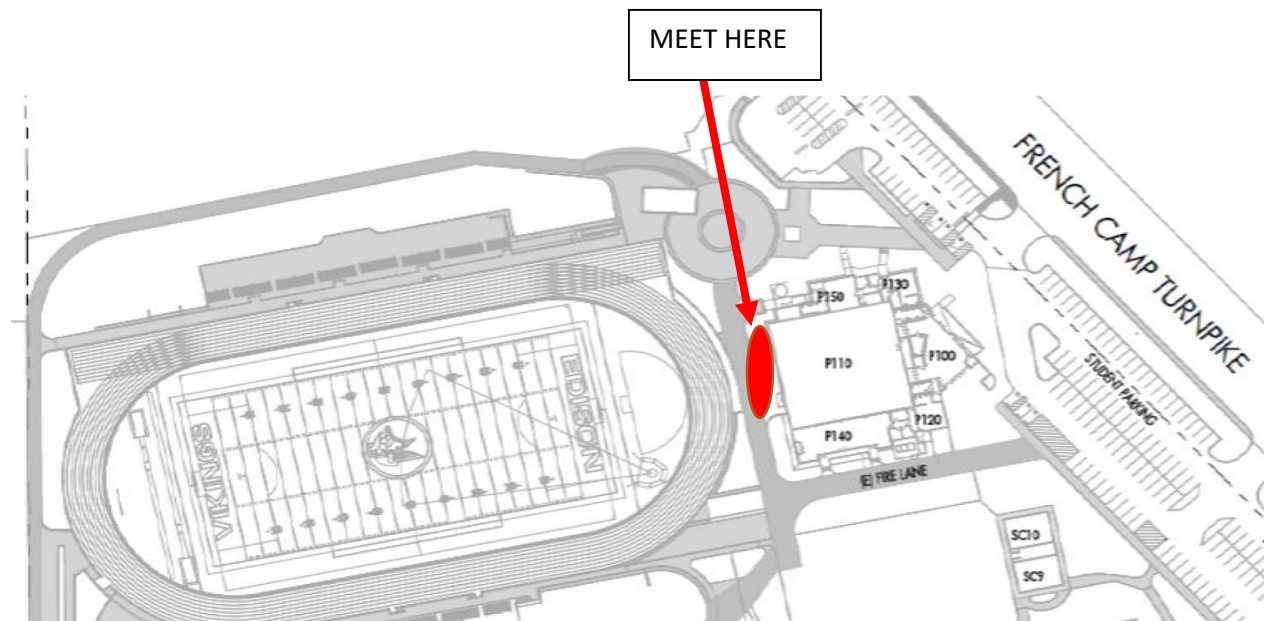 MEET HERE
FRENCH CAMP TURNPIKE
P150
P130
P110
P100
STUDENT PARKING
P120
P140
(E) FIRE LANE
VIKINGS
EDISON
SC10
SC9